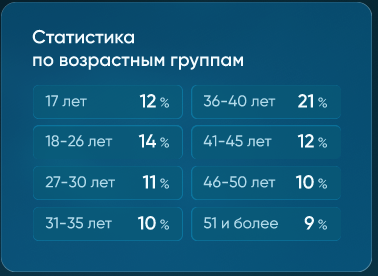 Статистика
по возрастным группам
17 лет 12 %
36-40 лет 21 %
18-26 лет 14 %
41-45 лет 12 %
27-30 лет 11 %
46-50 лет 10 %
31-35 лет 10 %
51 и более 9 %